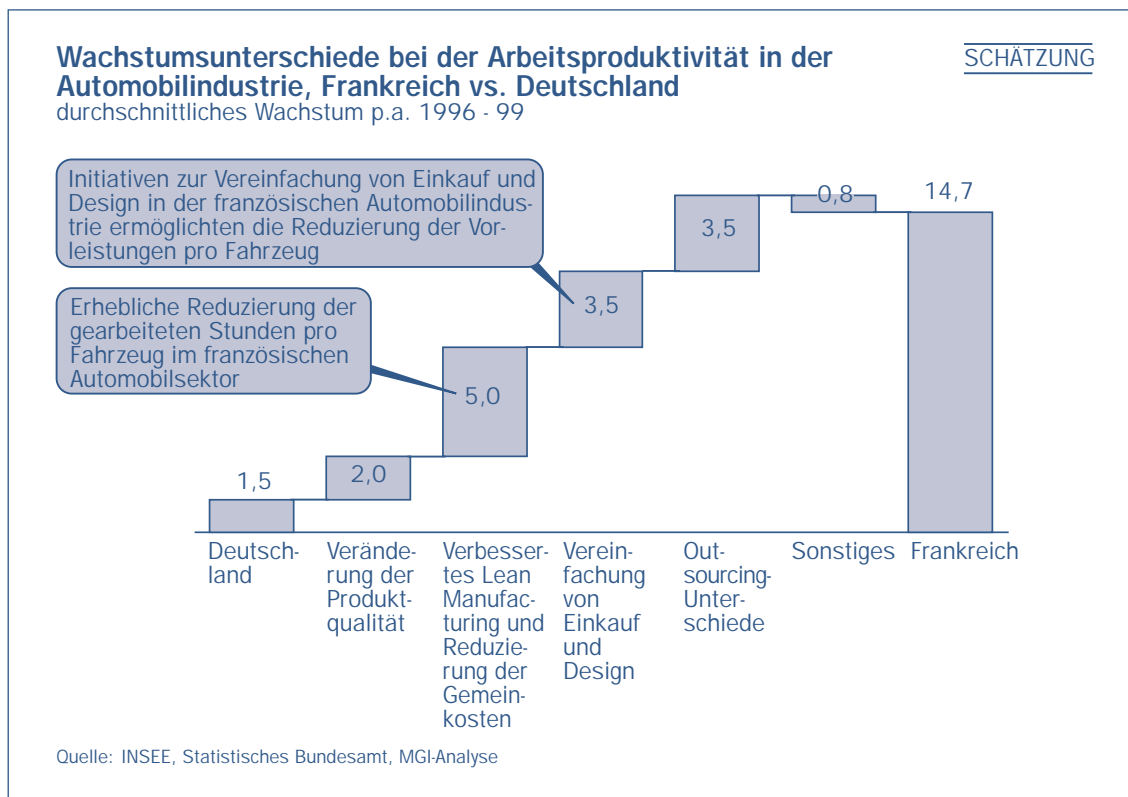 Wachstumsunterschiede bei der Arbeitsproduktivität in der
Automobilindustrie, Frankreich vs. Deutschland
durchschnittliches Wachstum p.a. 1996 - 99
SCHÄTZUNG
Initiativen zur Vereinfachung von Einkauf und
Design in der französischen Automobilindus-
trie ermöglichten die Reduzierung der Vor-
leistungen pro Fahrzeug
Erhebliche Reduzierung der
gearbeiteten Stunden pro
Fahrzeug im französischen
Automobilsektor
1,5
2,0
5,0
3,5
3,5
0,8
14,7
Deutsch-
land
Verände-
rung der
Produkt-
qualität
Verbesser-
tes Lean
Manufac-
turing und
Reduzie-
rung der
Gemein-
kosten
Verein-
fachung
von
Einkauf
und
Design
Out-
sourcing-
Unter-
schiede
Sonstiges
Frankreich
Quelle: INSEE, Statistisches Bundesamt, MGI-Analyse